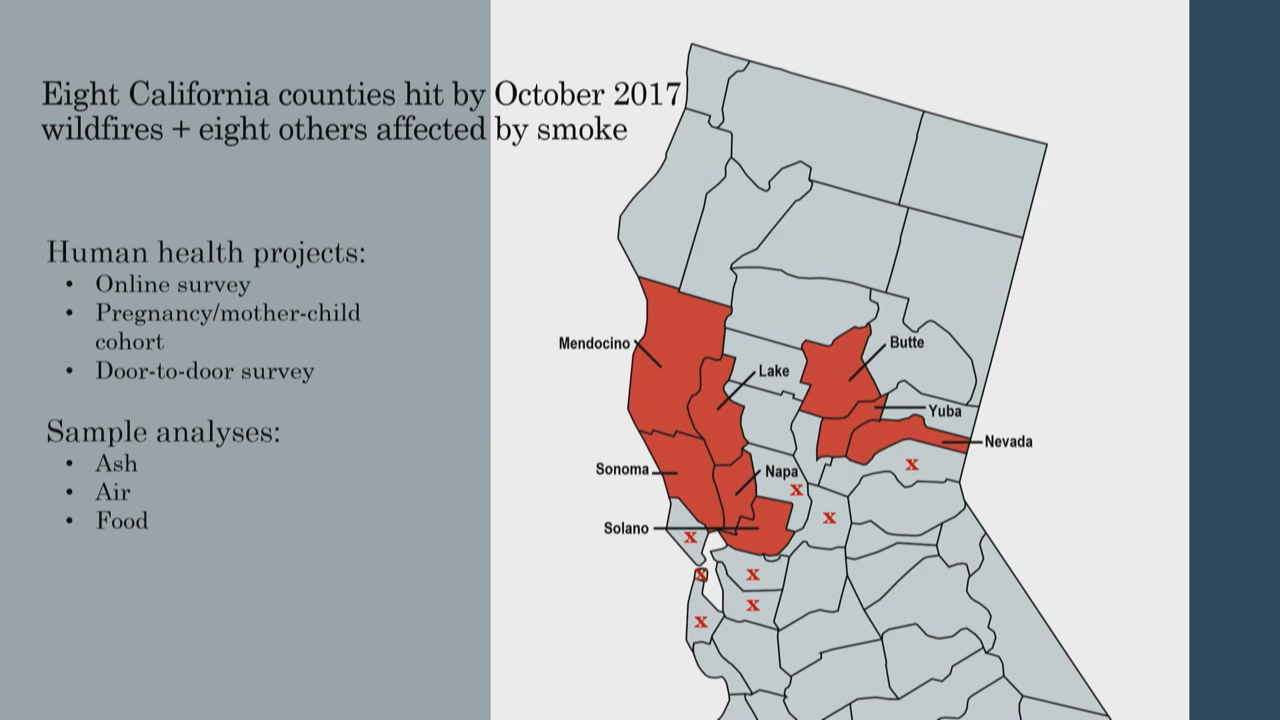 Eight California counties hit by October 2017
wildfires + eight others affected by smoke
Human health projects:
• Online survey
• Pregnancy/mother-child
cohort
• Door-to-door survey
Sample analyses:
• Ash
• Air
• Food
Mendocino
Butte
Lake
Yuba
Nevada
Sonoma
Napa
Solano
x
x
x
x
x
x
x
x